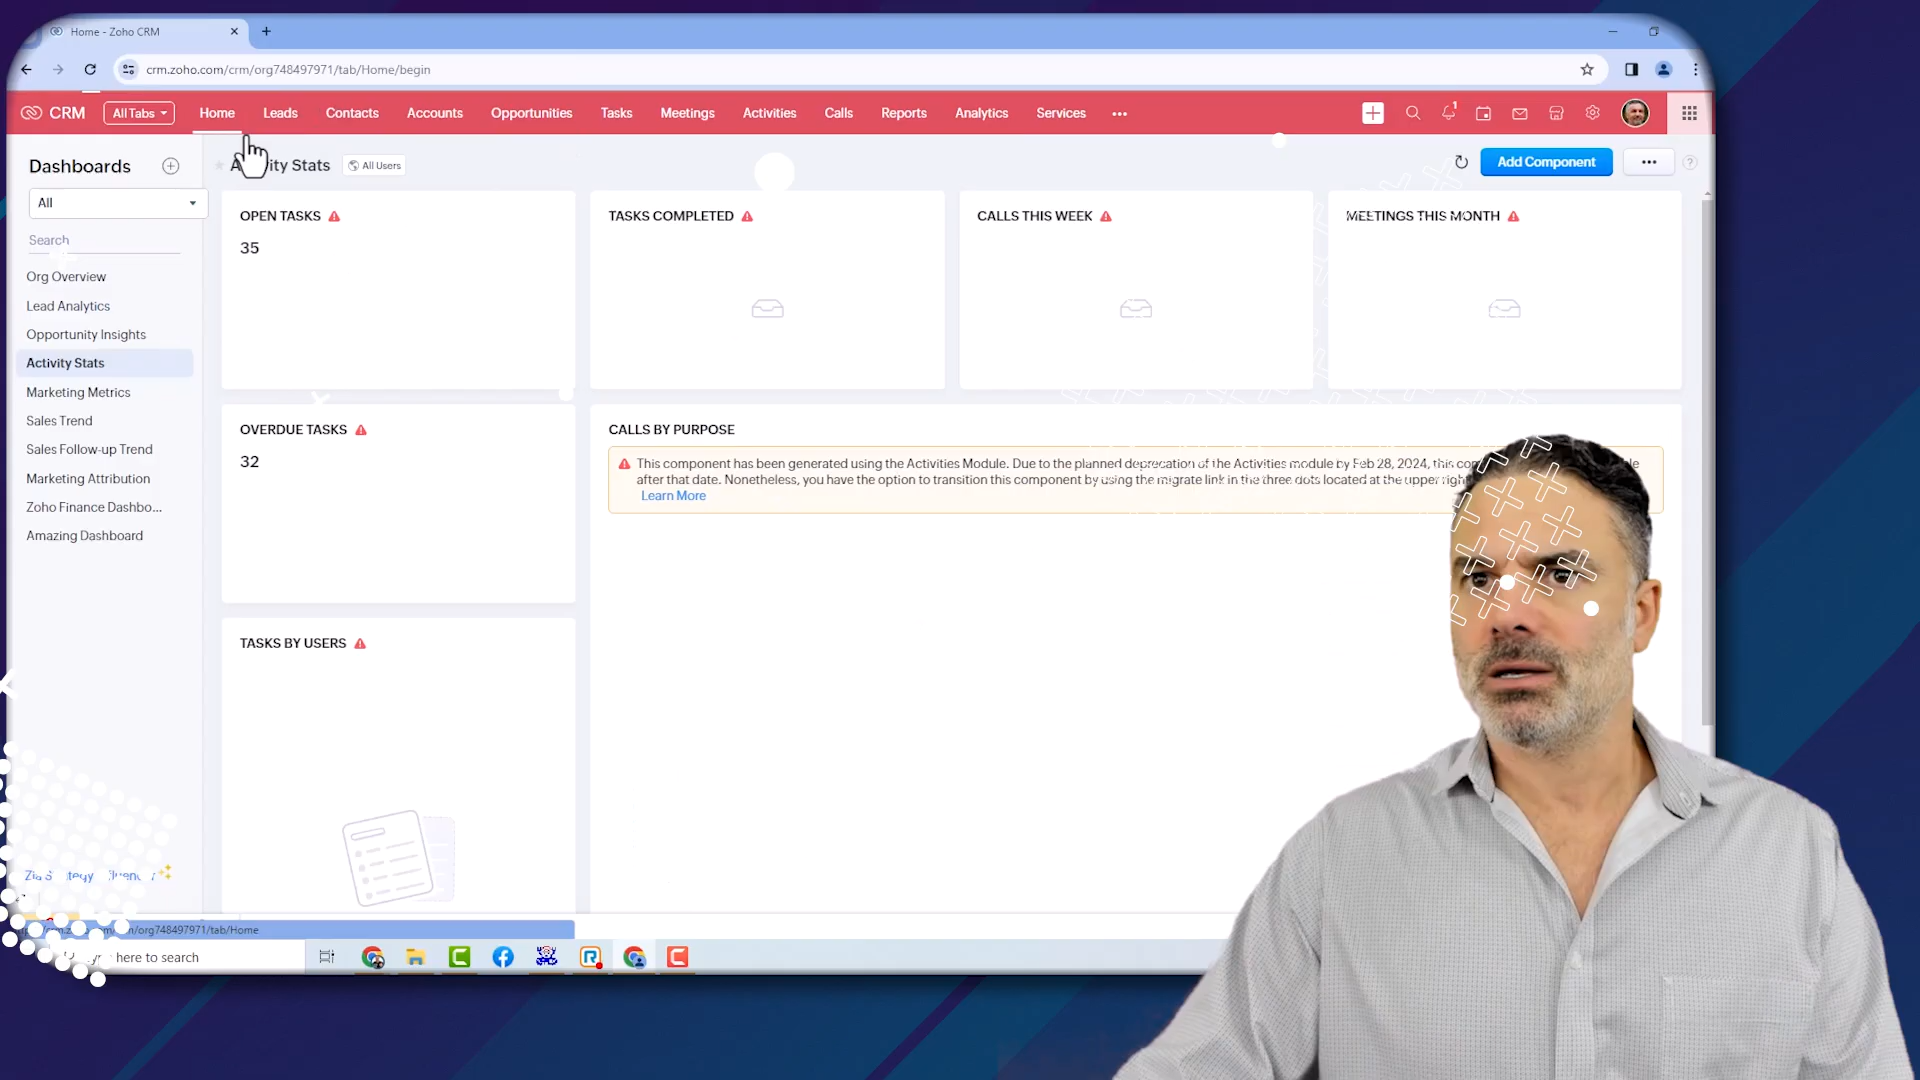 Home - Zoho CRM
crm.zoho.com/crm/org748497971/tab/Home/begin
CRM All Tabs Home Leads Contacts Accounts Opportunities Tasks Meetings Activities Calls Reports Analytics Services
1
Dashboards
Activity Stats All Users
Add Component
All
Search
Org Overview
Lead Analytics
Opportunity Insights
Activity Stats
Marketing Metrics
Sales Trend
Sales Follow-up Trend
Marketing Attribution
Zoho Finance Dashbo...
Amazing Dashboard
OPEN TASKS
35
TASKS COMPLETED
CALLS THIS WEEK
MEETINGS THIS MONTH
OVERDUE TASKS
32
CALLS BY PURPOSE
This component has been generated using the Activities Module. Due to the planned deprecation of the Activities module by Feb 28, 2024, this
after that date. Nonetheless, you have the option to transition this component by using the migrate link in the three dots located at the upper right
Learn More
TASKS BY USERS
Zia Strategy
/org748497971/tab/Home
here to search